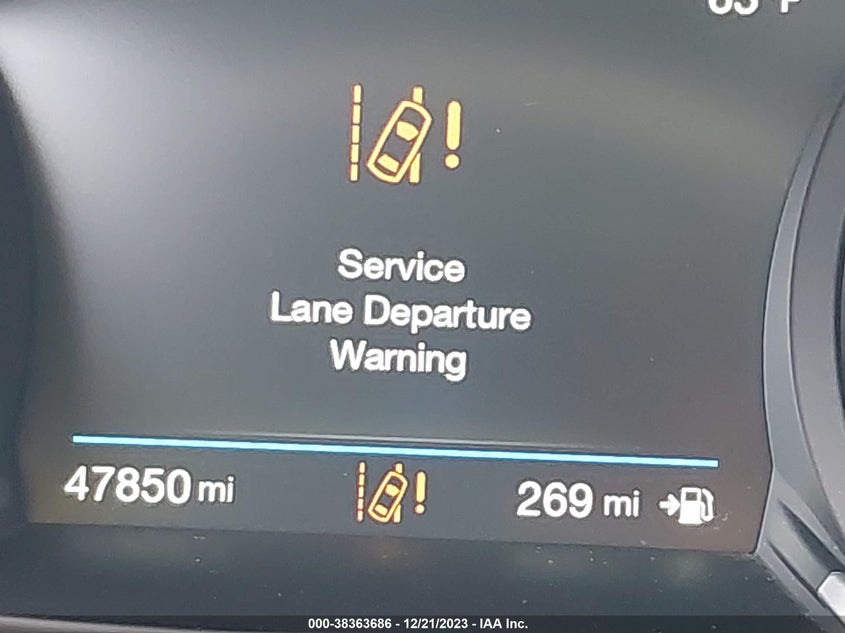 Service
Lane Departure
Warning
47850 mi
269 mi
000-38363686 - 12/21/2023 - IAA Inc.